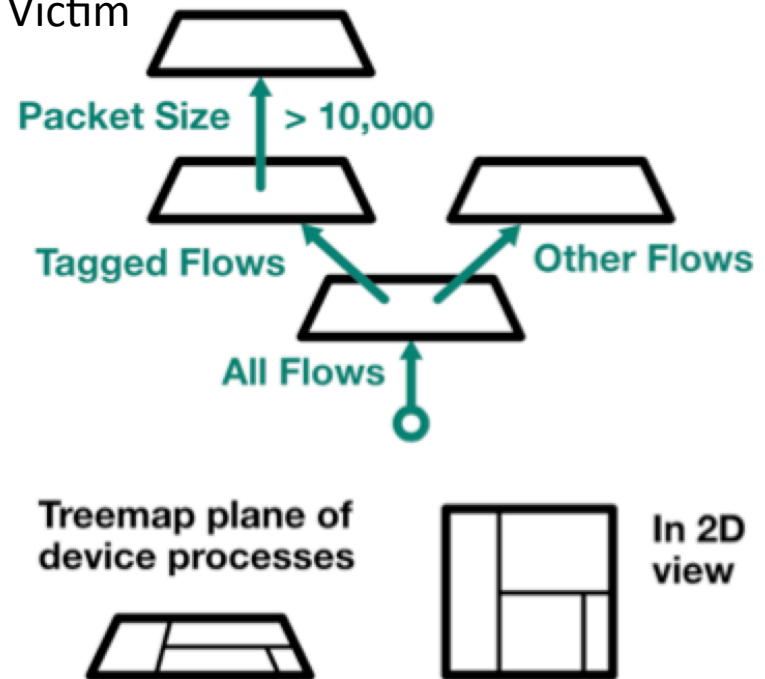 Victim
Packet Size > 10,000
Tagged Flows
Other Flows
All Flows
Treemap plane of
device processes
In 2D
view